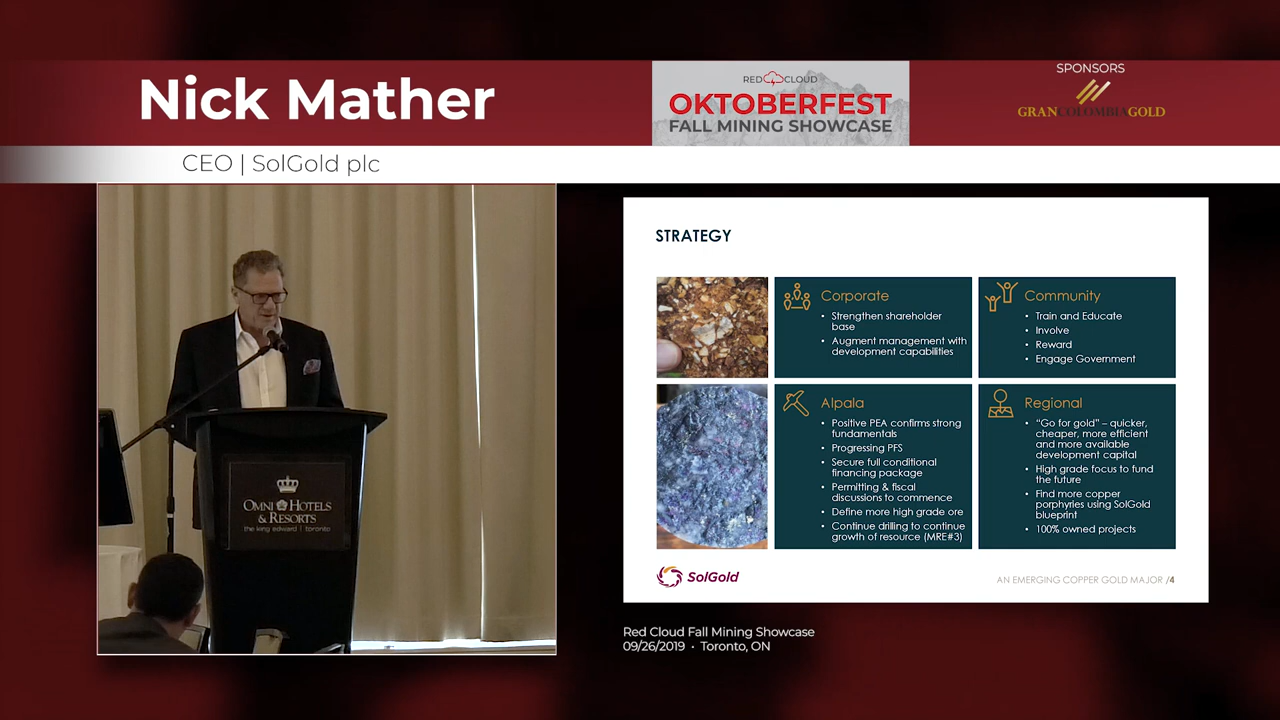 Nick Mather
CEO | SolGold plc
RED CLOUD
OKTOBERFEST
FALL MINING SHOWCASE
SPONSORS
GRANCOLOMBIAGOLD
OMNI HOTELS
& RESORTS
the king edward | toronto
STRATEGY
Corporate
• Strengthen shareholder
base
• Augment management with
development capabilities
Community
• Train and Educate
• Involve
• Reward
• Engage Government
Alpala
• Positive PEA confirms strong
fundamentals
• Progressing PFS
• Secure full conditional
financing package
• Permitting & fiscal
discussions to commence
• Define more high grade ore
• Continue drilling to continue
growth of resource (MRE#3)
Regional
• “Go for gold” – quicker,
cheaper, more efficient
and more available
development capital
• High grade focus to fund
the future
• Find more copper
porphyries using SolGold
blueprint
• 100% owned projects
SolGold
AN EMERGING COPPER GOLD MAJOR /4
Red Cloud Fall Mining Showcase
09/26/2019 · Toronto, ON